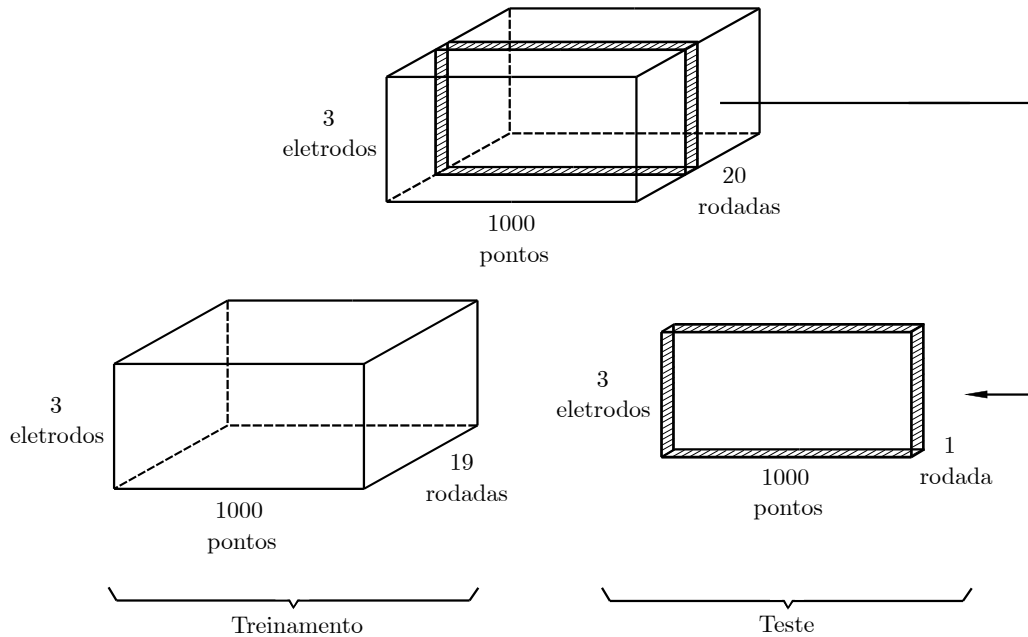 3
eletrodos
20
rodadas
1000
pontos
3
eletrodos
19
rodadas
1000
pontos
3
eletrodos
1
rodada
1000
pontos
Treinamento
Teste